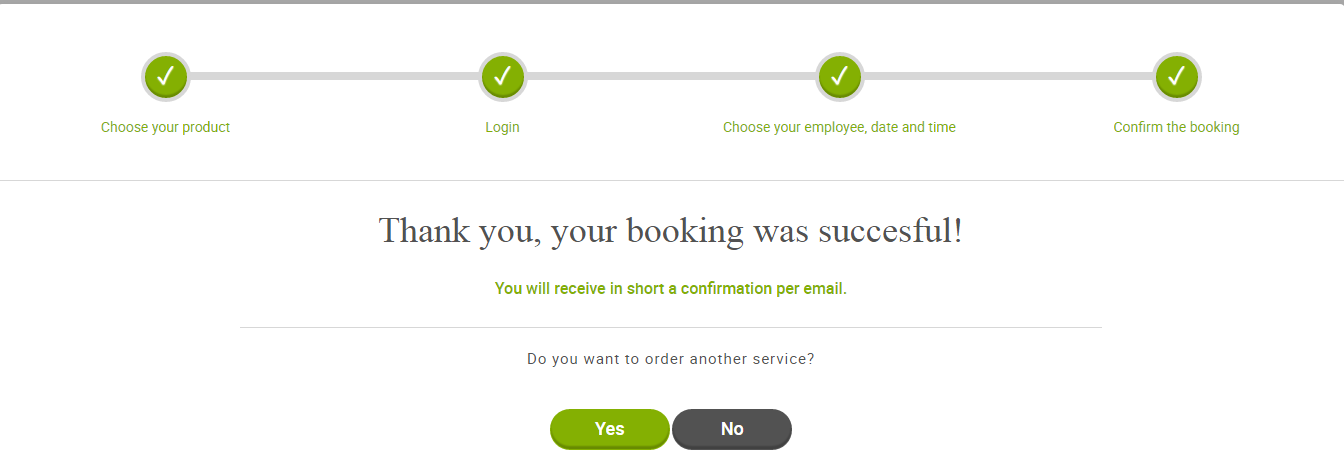 Choose your product
Login
Choose your employee, date and time
Confirm the booking
Thank you, your booking was succesful!
You will receive in short a confirmation per email.
Do you want to order another service?
Yes
No